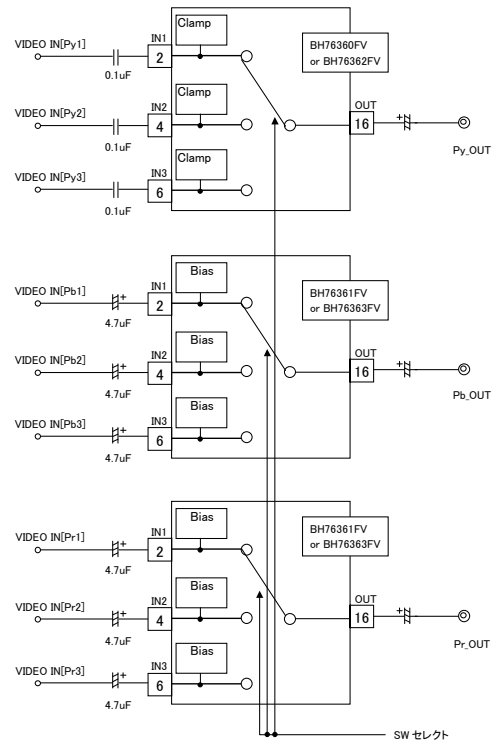 Clamp
VIDEO IN[Py1]
IN1
2
0.1uF
BH76360FV
or BH76362FV
Clamp
VIDEO IN[Py2]
IN2
4
0.1uF
OUT
16
+
Py_OUT
Clamp
VIDEO IN[Py3]
IN3
6
0.1uF
Bias
VIDEO IN[Pb1]
+
IN1
2
4.7uF
BH76361FV
or BH76363FV
Bias
VIDEO IN[Pb2]
+
IN2
4
4.7uF
OUT
16
+
Pb_OUT
Bias
VIDEO IN[Pb3]
+
IN3
6
4.7uF
Bias
VIDEO IN[Pr1]
+
IN1
2
4.7uF
BH76361FV
or BH76363FV
Bias
VIDEO IN[Pr2]
+
IN2
4
4.7uF
OUT
16
+
Pr_OUT
Bias
VIDEO IN[Pr3]
+
IN3
6
4.7uF
SW セレクト